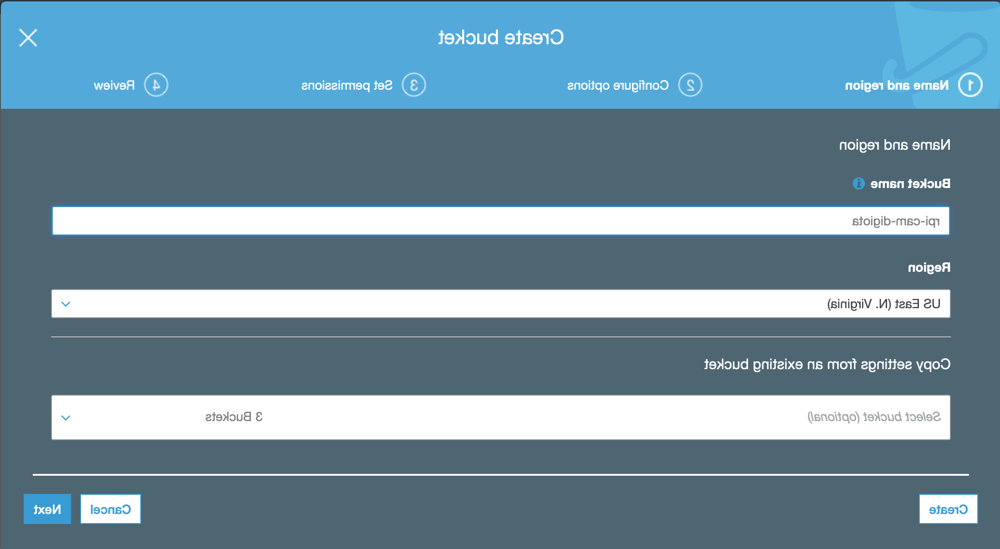 Create bucket
1 Name and region
2 Configure options
3 Set permissions
4 Review
Name and region
Bucket name i
rpi-cam-digiota
Region
US East (N. Virginia)
Copy settings from an existing bucket
Select bucket (optional) 3 Buckets
Create Cancel Next